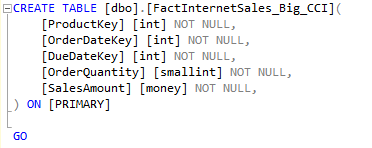 CREATE TABLE [dbo].[FactInternetSales_Big_CCI](
[ProductKey] [int] NOT NULL,
[OrderDateKey] [int] NOT NULL,
[DueDateKey] [int] NOT NULL,
[OrderQuantity] [smallint] NOT NULL,
[SalesAmount] [money] NOT NULL,
) ON [PRIMARY]
GO